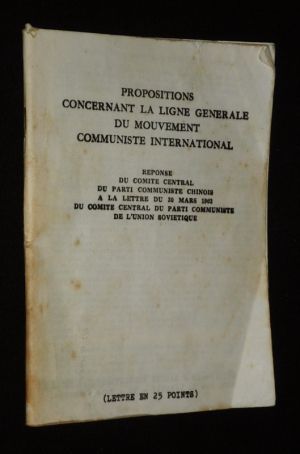 PROPOSITIONS
CONCERNANT LA LIGNE GENERALE
DU MOUVEMENT
COMMUNISTE INTERNATIONAL
REPONSE
DU COMITE CENTRAL
DU PARTI COMMUNISTE CHINOIS
A LA LETTRE DU 30 MARS 1963
DU COMITE CENTRAL DU PARTI COMMUNISTE
DE L'UNION SOVIETIQUE
(LETTRE EN 25 POINTS)